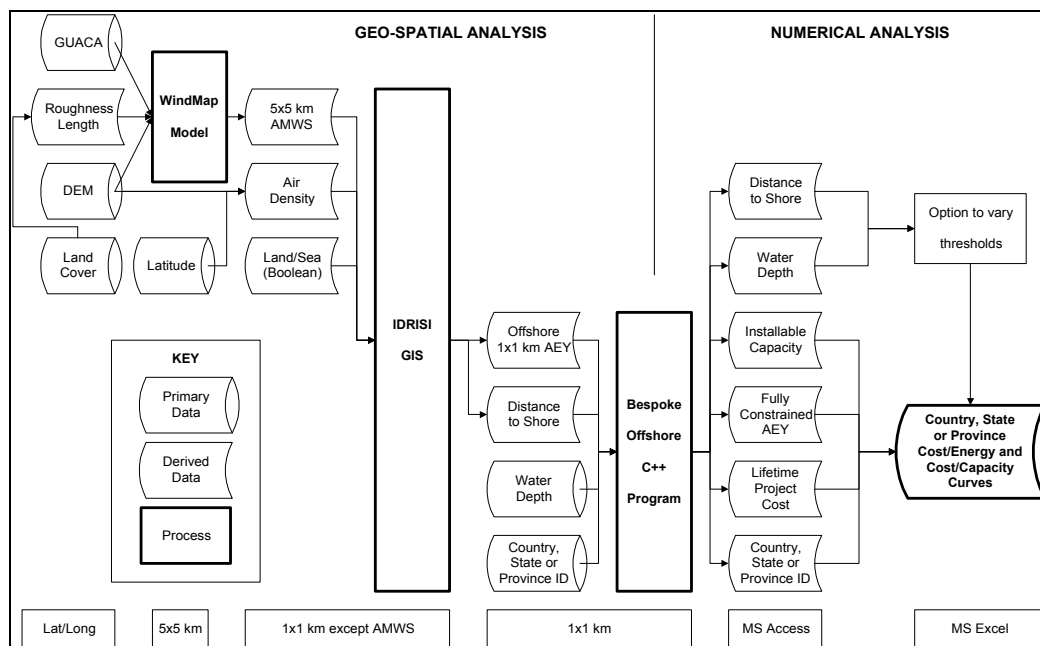 GEO-SPATIAL ANALYSIS
NUMERICAL ANALYSIS
GUACA
Roughness
Length
DEM
Land
Cover
WindMap
Model
Latitude
5x5 km
AMWS
Air
Density
Land/Sea
(Boolean)
KEY
Primary
Data
Derived
Data
Process
IDRISI
GIS
Offshore
1x1 km AEY
Distance
to Shore
Water
Depth
Country,
State or
Province ID
Bespoke
Offshore
C++
Program
Distance
to Shore
Water
Depth
Installable
Capacity
Fully
Constrained
AEY
Lifetime
Project
Cost
Country,
State or
Province ID
Option to vary
thresholds
Country, State
or Province
Cost/Energy and
Cost/Capacity
Curves
Lat/Long
5x5 km
1x1 km except AMWS
1x1 km
MS Access
MS Excel